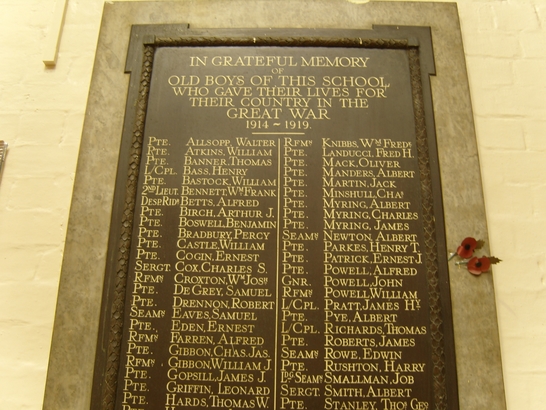 IN GRATEFUL MEMORY
OF
OLD BOYS OF THIS SCHOOL,
WHO GAVE THEIR LIVES FOR
THEIR COUNTRY IN THE
GREAT WAR
1914 ~ 1919.
PTE. ALLSOPP, WALTER
PTE. ATKINS, WILLIAM
PTE. BANNER, THOMAS
L/CPL. BASS, HENRY
PTE. BASTOCK, WILLIAM
2ND LIEUT. BENNETT, WM FRANK
DESP RIDR BETTS, ALFRED
PTE. BIRCH, ARTHUR J.
PTE. BOSWELL, BENJAMIN
PTE. BRADBURY, PERCY
PTE. CASTLE, WILLIAM
PTE. COGIN, ERNEST
SERGT. COX, CHARLES S.
RFMN CROXTON, WM JOSH
PTE. DE GREY, SAMUEL
PTE. DRENNON, ROBERT
SEAMN EAVES, SAMUEL
PTE. EDEN, ERNEST
RFMN FARREN, ALFRED
PTE. GIBBON, CHAS. JAS.
RFMN GIBBON, WILLIAM J.
PTE. GOPSILL, JAMES J.
PTE. GRIFFIN, LEONARD
PTE. HARDS, THOMAS W.
RFMN KNIBBS, WM FREDK
PTE. LANDUCCI, FRED H.
PTE. MACK, OLIVER
PTE. MANDERS, ALBERT
PTE. MARTIN, JACK
PTE. MINSHULL, CHAS
PTE. MYRING, ALBERT
PTE. MYRING, CHARLES
PTE. MYRING, JAMES
SEAMN NEWTON, ALBERT
PTE. PARKES, HENRY T.
PTE. PATRICK, ERNEST J.
PTE. POWELL, ALFRED
GNR. POWELL, JOHN
RFMN POWELL, WILLIAM
L/CPL. PRATT, JAMES HY
PTE. PYE, ALBERT
L/CPL. RICHARDS, THOMAS
PTE. ROBERTS, JAMES
SEAMN ROWE, EDWIN
PTE. RUSHTON, HARRY
LDG SEAMN SMALLMAN, JOB
SERGT. SMITH, ALBERT
PTE. STANLEY, THOS GEO